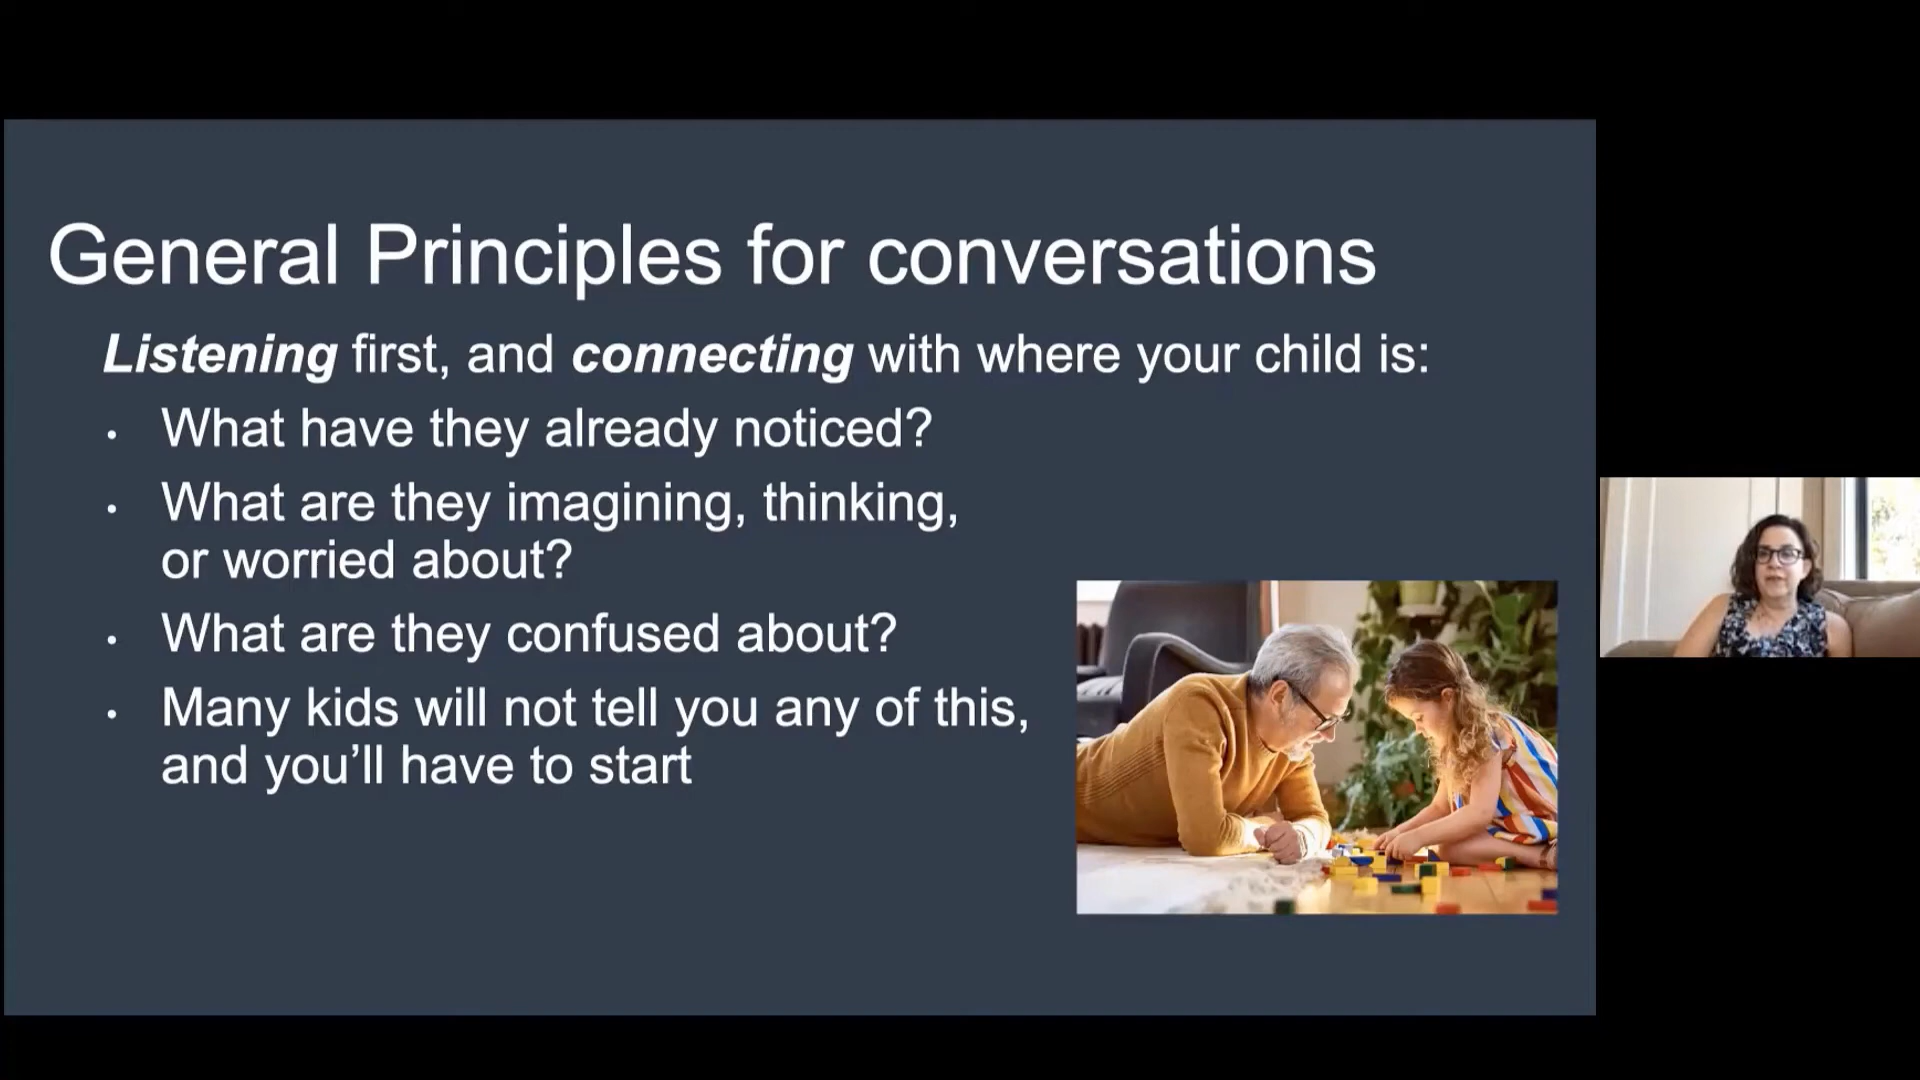 General Principles for conversations
Listening first, and connecting with where your child is:
• What have they already noticed?
• What are they imagining, thinking,
or worried about?
• What are they confused about?
• Many kids will not tell you any of this,
and you’ll have to start